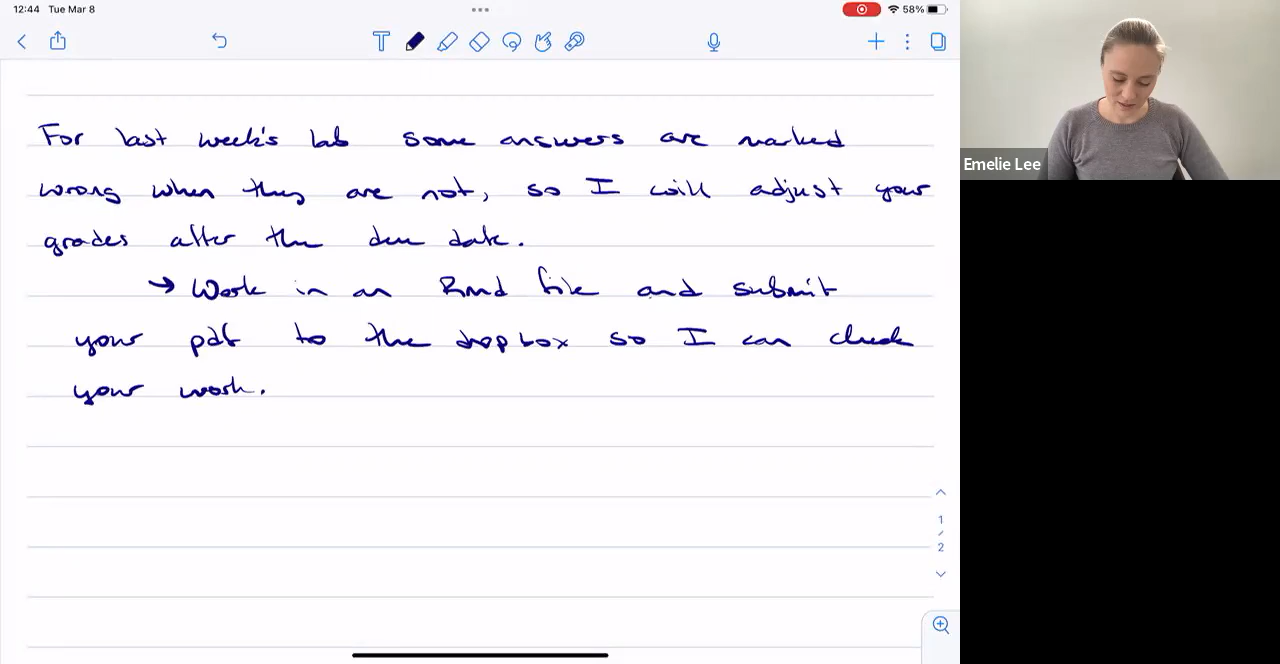 12:44 Tue Mar 8
58%
For last week's lab some answers are marked
wrong when they are not, so I will adjust your
grades after the due date.
→ Work in an Rmd file and submit
your pdf to the dropbox so I can check
your work.
1
/
2
Emelie Lee